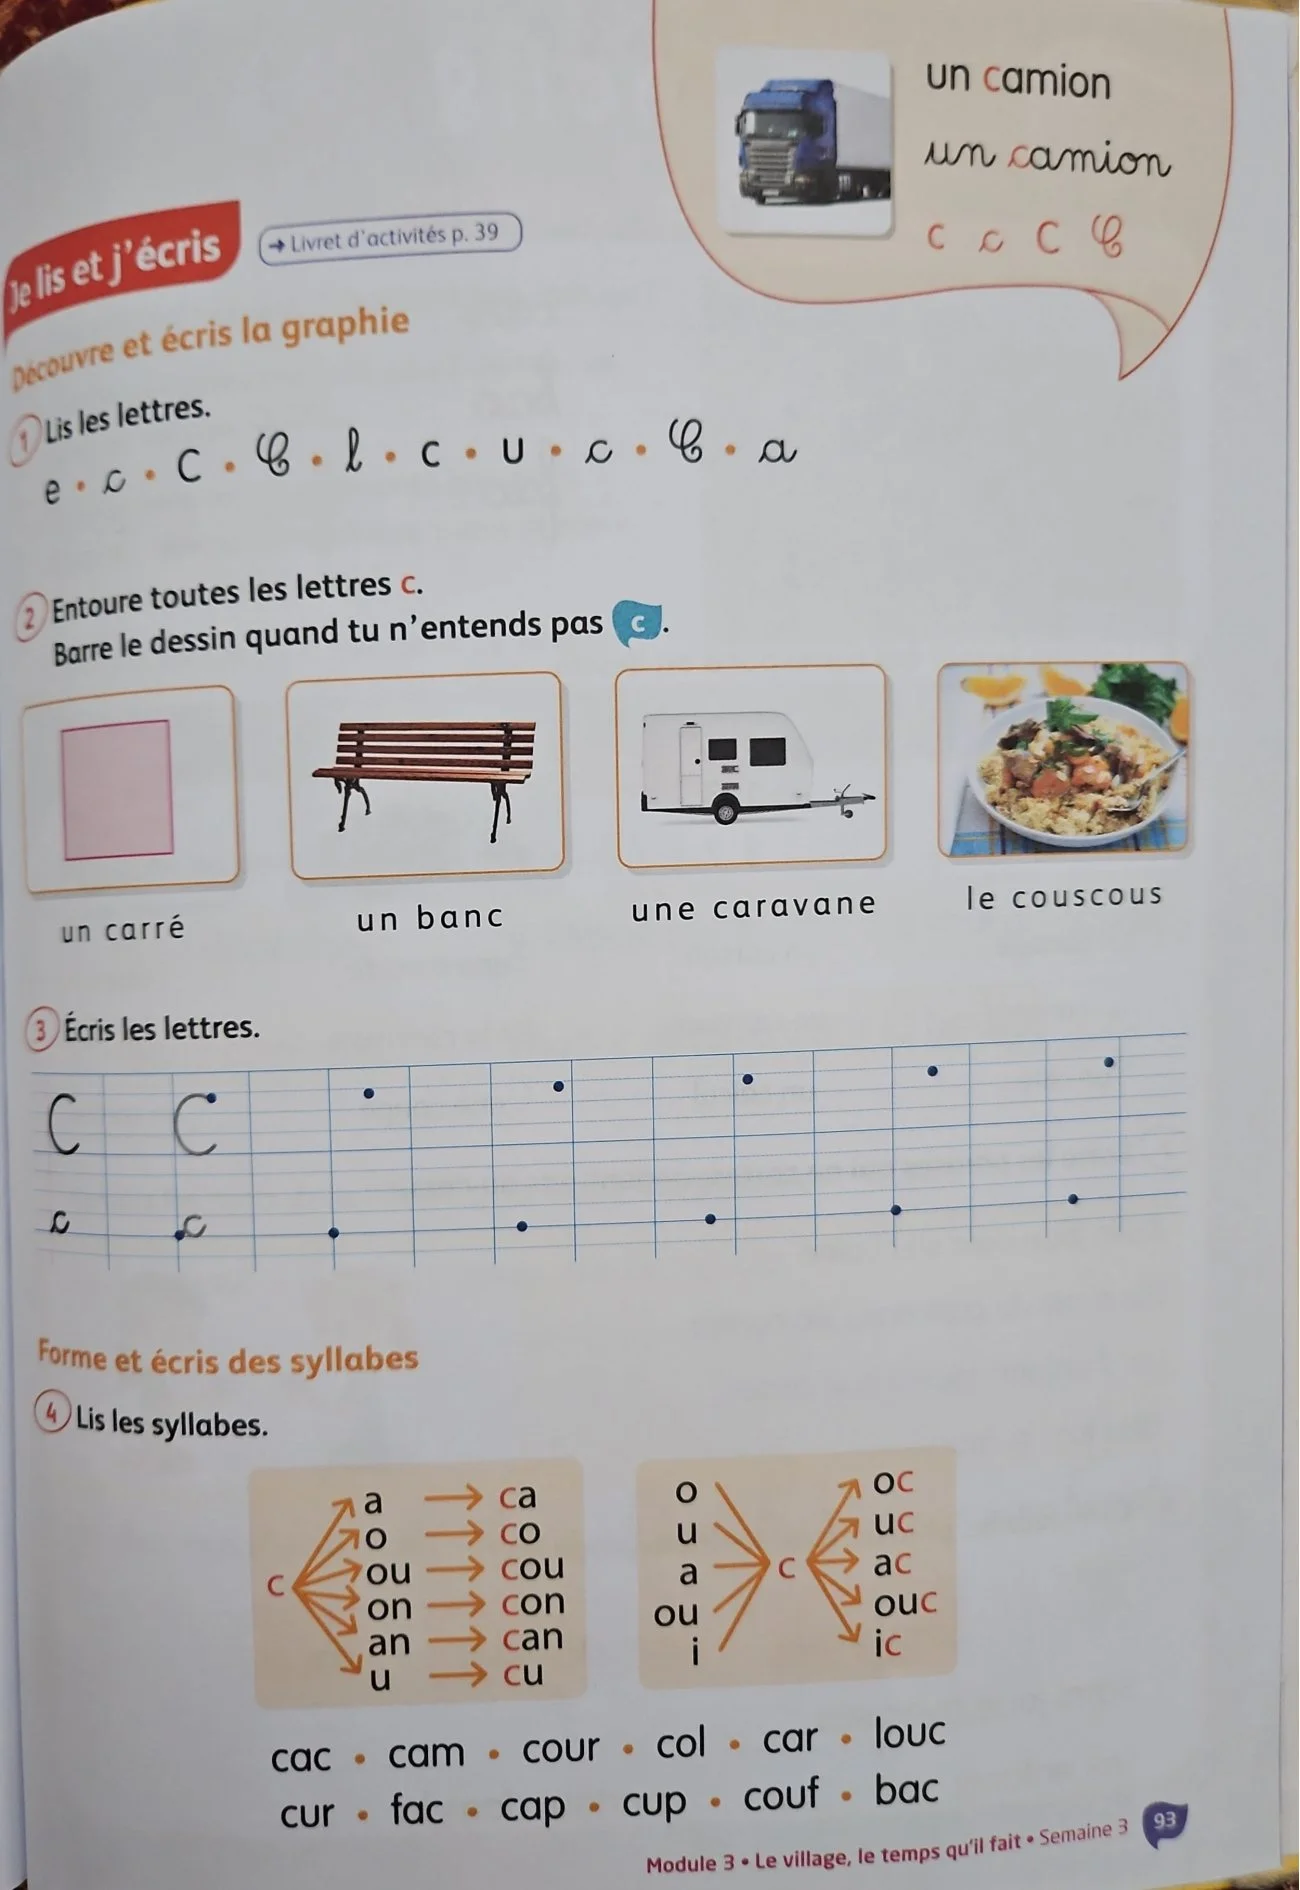 un camion
un camion
c c C C
Je lis et j'écris
→ Livret d'activités p. 39
Découvre et écris la graphie
1 Lis les lettres.
e • c • C • C • l • c • u • c • C • a
2 Entoure toutes les lettres c.
Barre le dessin quand tu n'entends pas c.
un carré
un banc
une caravane
le couscous
3 Écris les lettres.
C C
c c
Forme et écris des syllabes
4 Lis les syllabes.
c
a → ca
o → co
ou → cou
on → con
an → can
u → cu
o
u
a
ou
i
c
oc
uc
ac
ouc
ic
cac • cam • cour • col • car • louc
cur • fac • cap • cup • couf • bac
Module 3 • Le village, le temps qu'il fait • Semaine 3 93